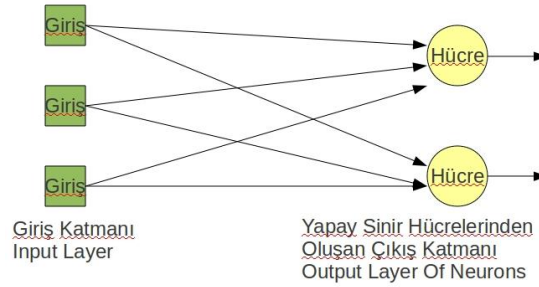 Giriş
Hücre
Giriş
Giriş
Hücre
Giriş Katmanı
Input Layer
Yapay Sinir Hücrelerinden
Oluşan Çıkış Katmanı
Output Layer Of Neurons